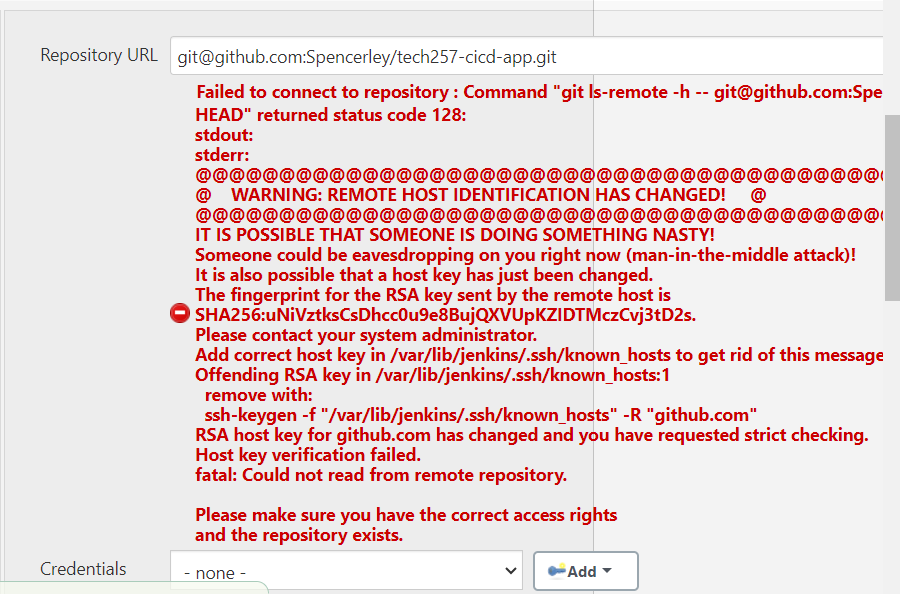 Repository URL
git@github.com:Spencerley/tech257-cicd-app.git
Failed to connect to repository : Command "git ls-remote -h -- git@github.com:Spe
HEAD" returned status code 128:
stdout:
stderr:
@@@@@@@@@@@@@@@@@@@@@@@@@@@@@@@@@@@@@@@@@
@ WARNING: REMOTE HOST IDENTIFICATION HAS CHANGED! @
@@@@@@@@@@@@@@@@@@@@@@@@@@@@@@@@@@@@@@@@@
IT IS POSSIBLE THAT SOMEONE IS DOING SOMETHING NASTY!
Someone could be eavesdropping on you right now (man-in-the-middle attack)!
It is also possible that a host key has just been changed.
The fingerprint for the RSA key sent by the remote host is
SHA256:uNiVztksCsDhcc0u9e8BujQXVUpKZIDTMczCvj3tD2s.
Please contact your system administrator.
Add correct host key in /var/lib/jenkins/.ssh/known_hosts to get rid of this message
Offending RSA key in /var/lib/jenkins/.ssh/known_hosts:1
remove with:
ssh-keygen -f "/var/lib/jenkins/.ssh/known_hosts" -R "github.com"
RSA host key for github.com has changed and you have requested strict checking.
Host key verification failed.
fatal: Could not read from remote repository.
Please make sure you have the correct access rights
and the repository exists.
Credentials
- none -
Add